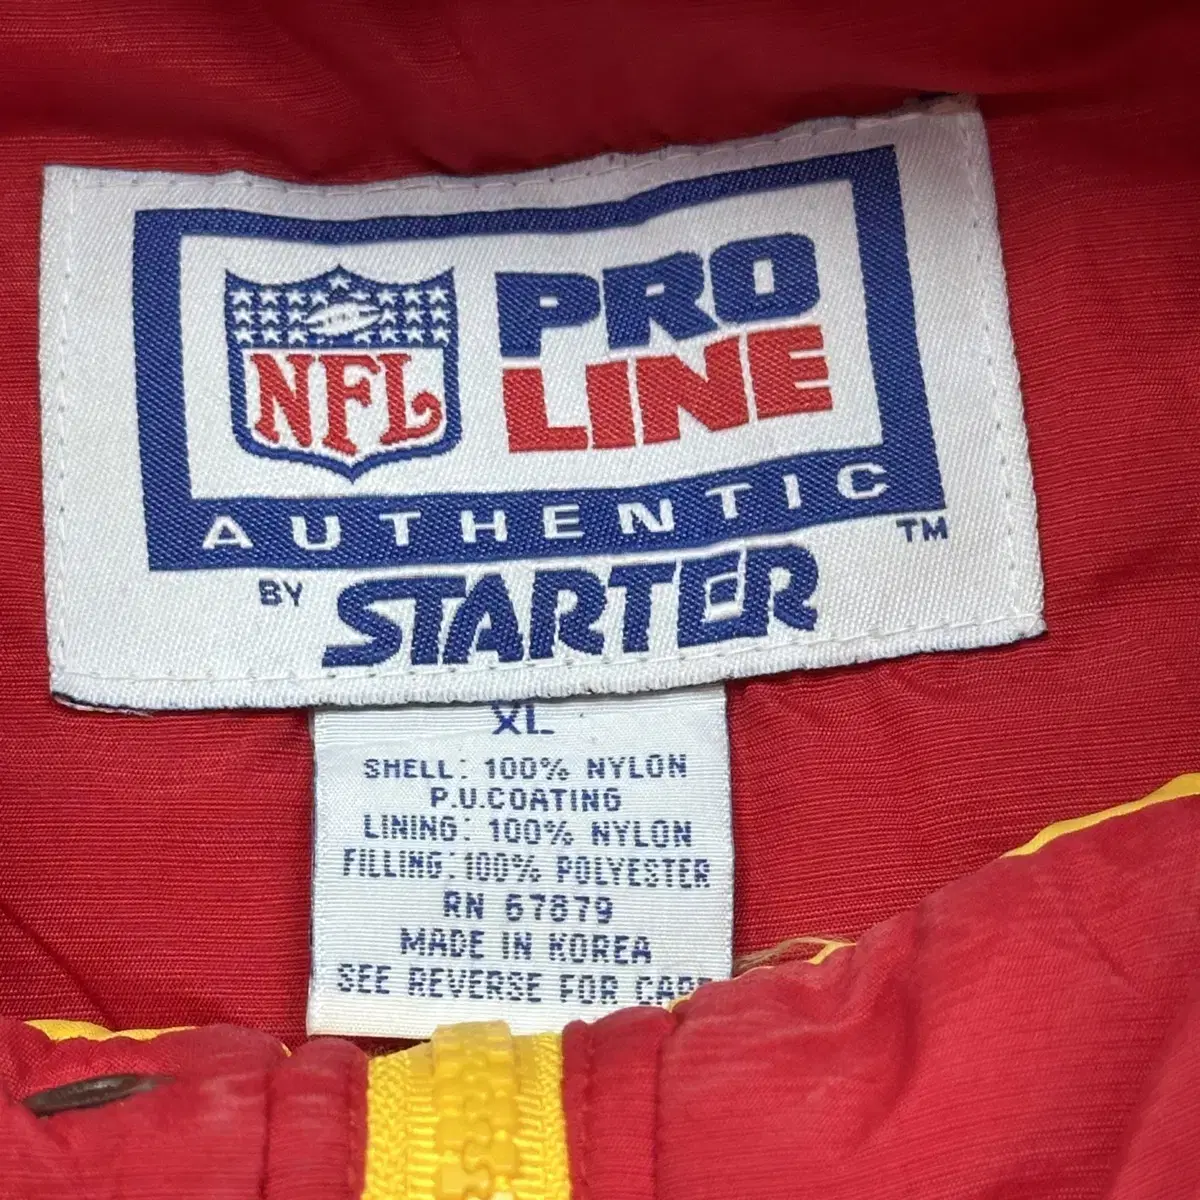 NFL
PRO
LINE
AUTHENTIC
TM
BY STARTER
XL
SHELL: 100% NYLON
P.U.COATING
LINING: 100% NYLON
FILLING: 100% POLYESTER
RN 67879
MADE IN KOREA
SEE REVERSE FOR CARE